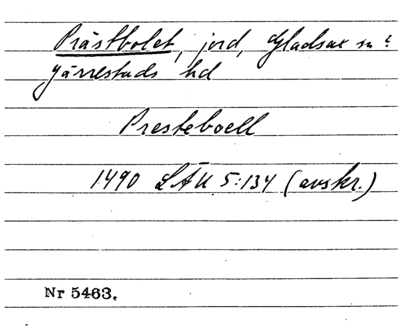 Prästbolet, jord, Gladsax sn
Järrestads hd
Presteboell
1490 LÄU 5:134 (avskr.)
Nr 5463.